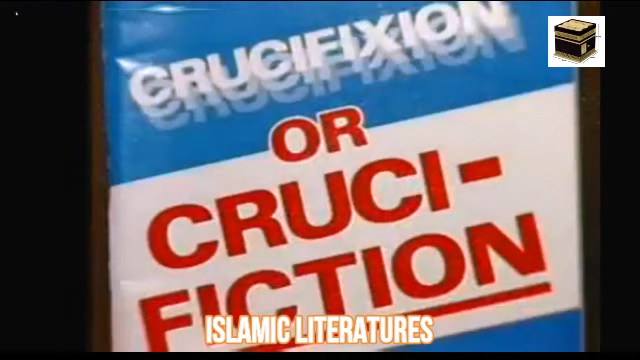 CRUCIFIXION
OR
CRUCI-
FICTION
ISLAMIC LITERATURES